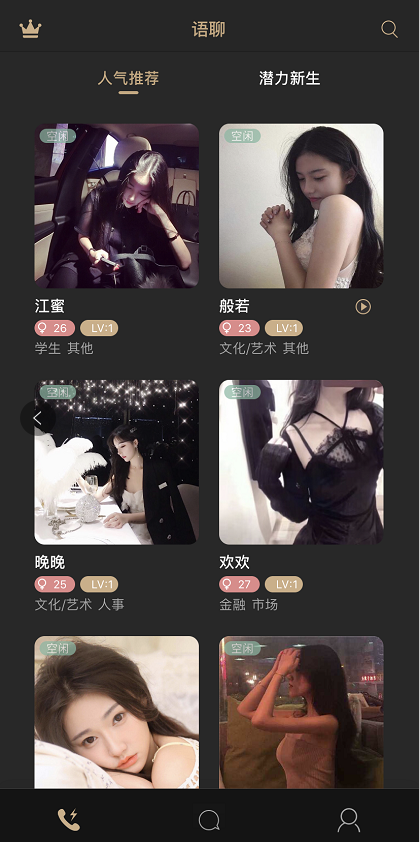 语聊
人气推荐 潜力新生
空闲 空闲
江蜜 般若
26 LV:1 23 LV:1
学生 其他 文化/艺术 其他
空闲 空闲
晚晚 欢欢
25 LV:1 27 LV:1
文化/艺术 人事 金融 市场
空闲 空闲